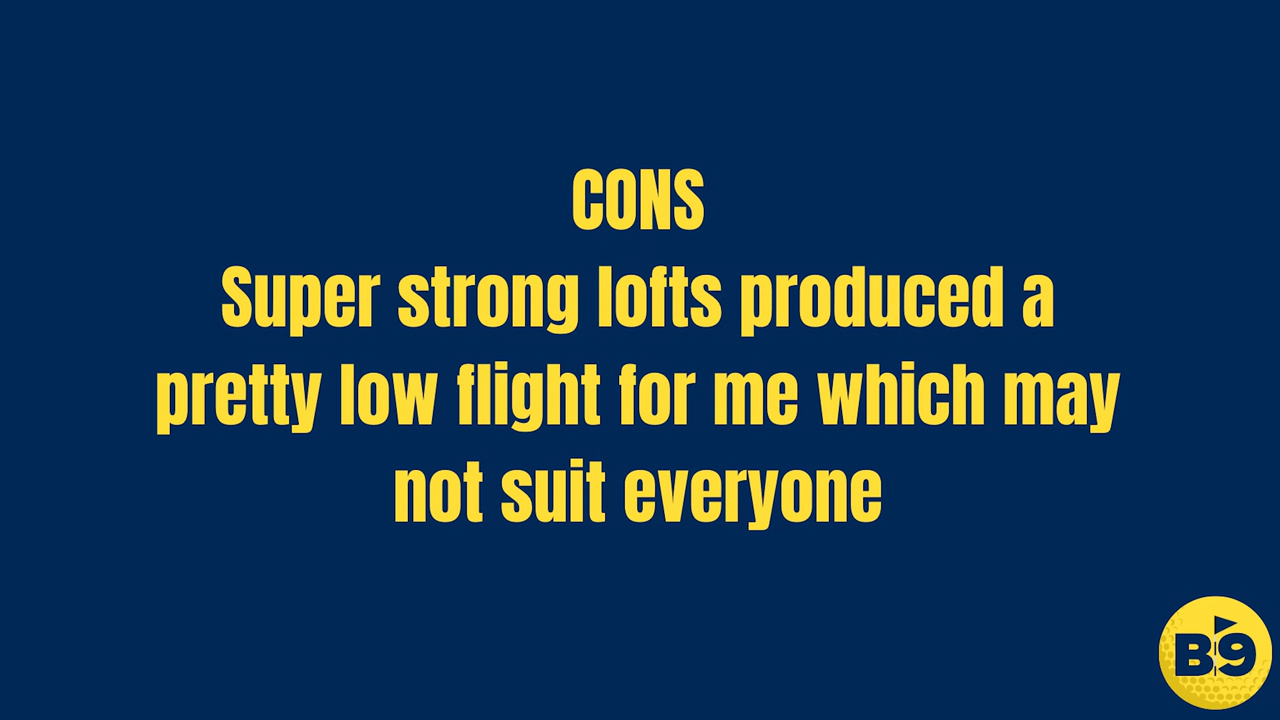 CONS
Super strong lofts produced a
pretty low flight for me which may
not suit everyone
B9